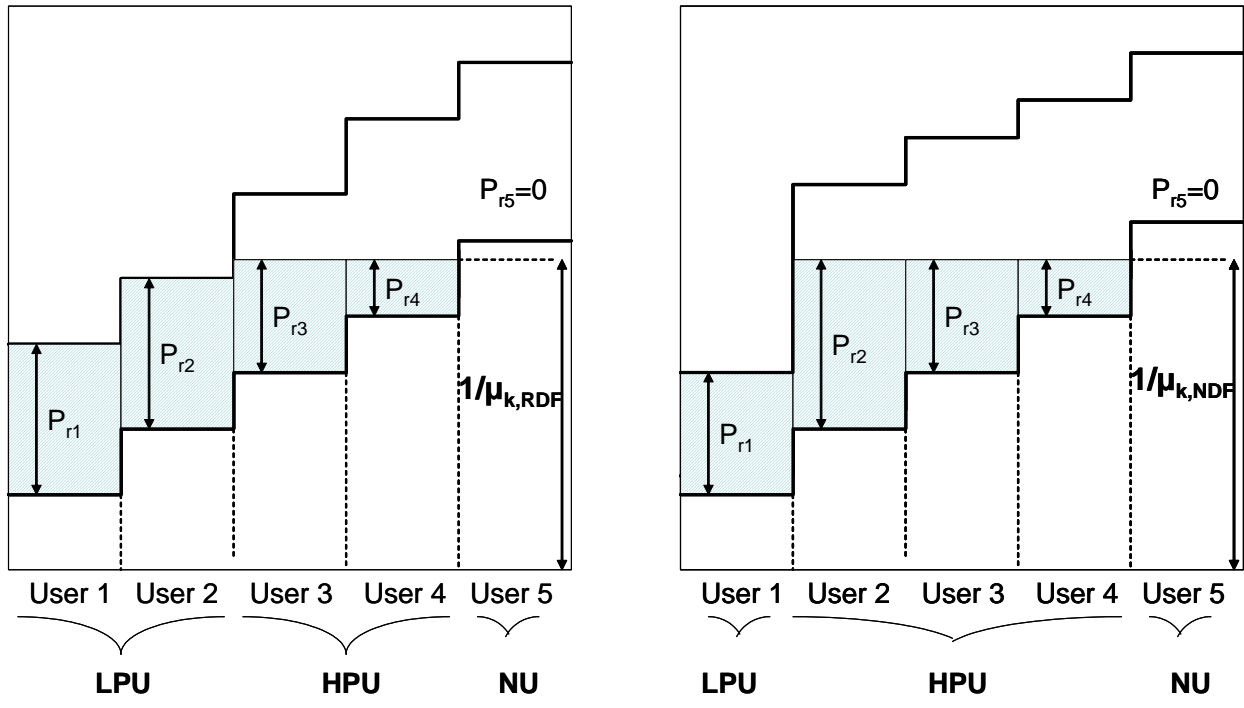 P_r5=0
P_r4
P_r3
P_r2
1/μ_k,RDF
P_r1
User 1 User 2 User 3 User 4 User 5
LPU HPU NU
P_r5=0
P_r4
P_r3
P_r2
1/μ_k,NDF
P_r1
User 1 User 2 User 3 User 4 User 5
LPU HPU NU